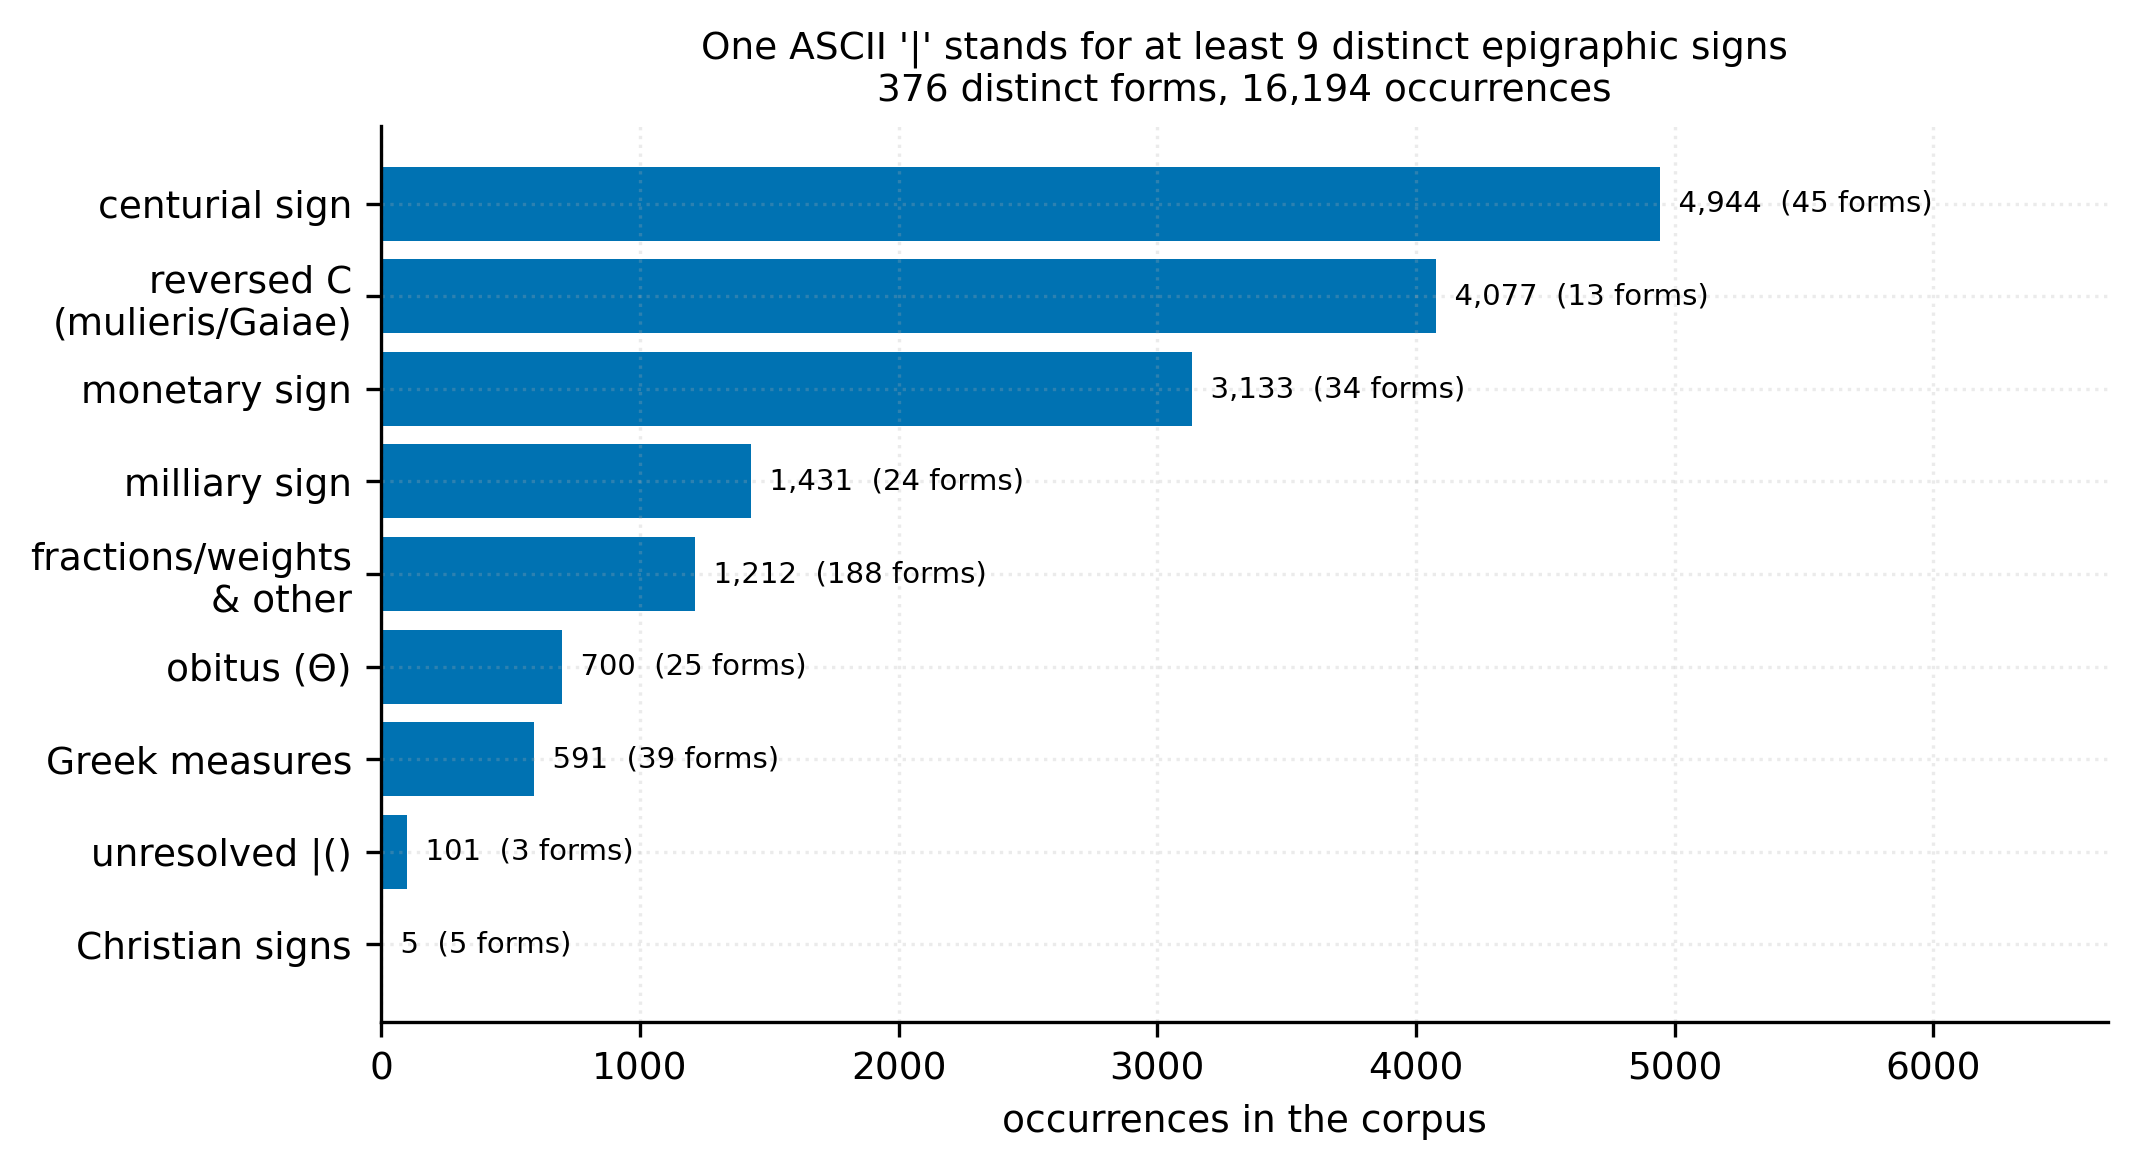 One ASCII '|' stands for at least 9 distinct epigraphic signs
376 distinct forms, 16,194 occurrences
centurial sign
4,944 (45 forms)
reversed C
(mulieris/Gaiae)
4,077 (13 forms)
monetary sign
3,133 (34 forms)
milliary sign
1,431 (24 forms)
fractions/weights
& other
1,212 (188 forms)
obitus (Θ)
700 (25 forms)
Greek measures
591 (39 forms)
unresolved |()
101 (3 forms)
Christian signs
5 (5 forms)
0 1000 2000 3000 4000 5000 6000
occurrences in the corpus